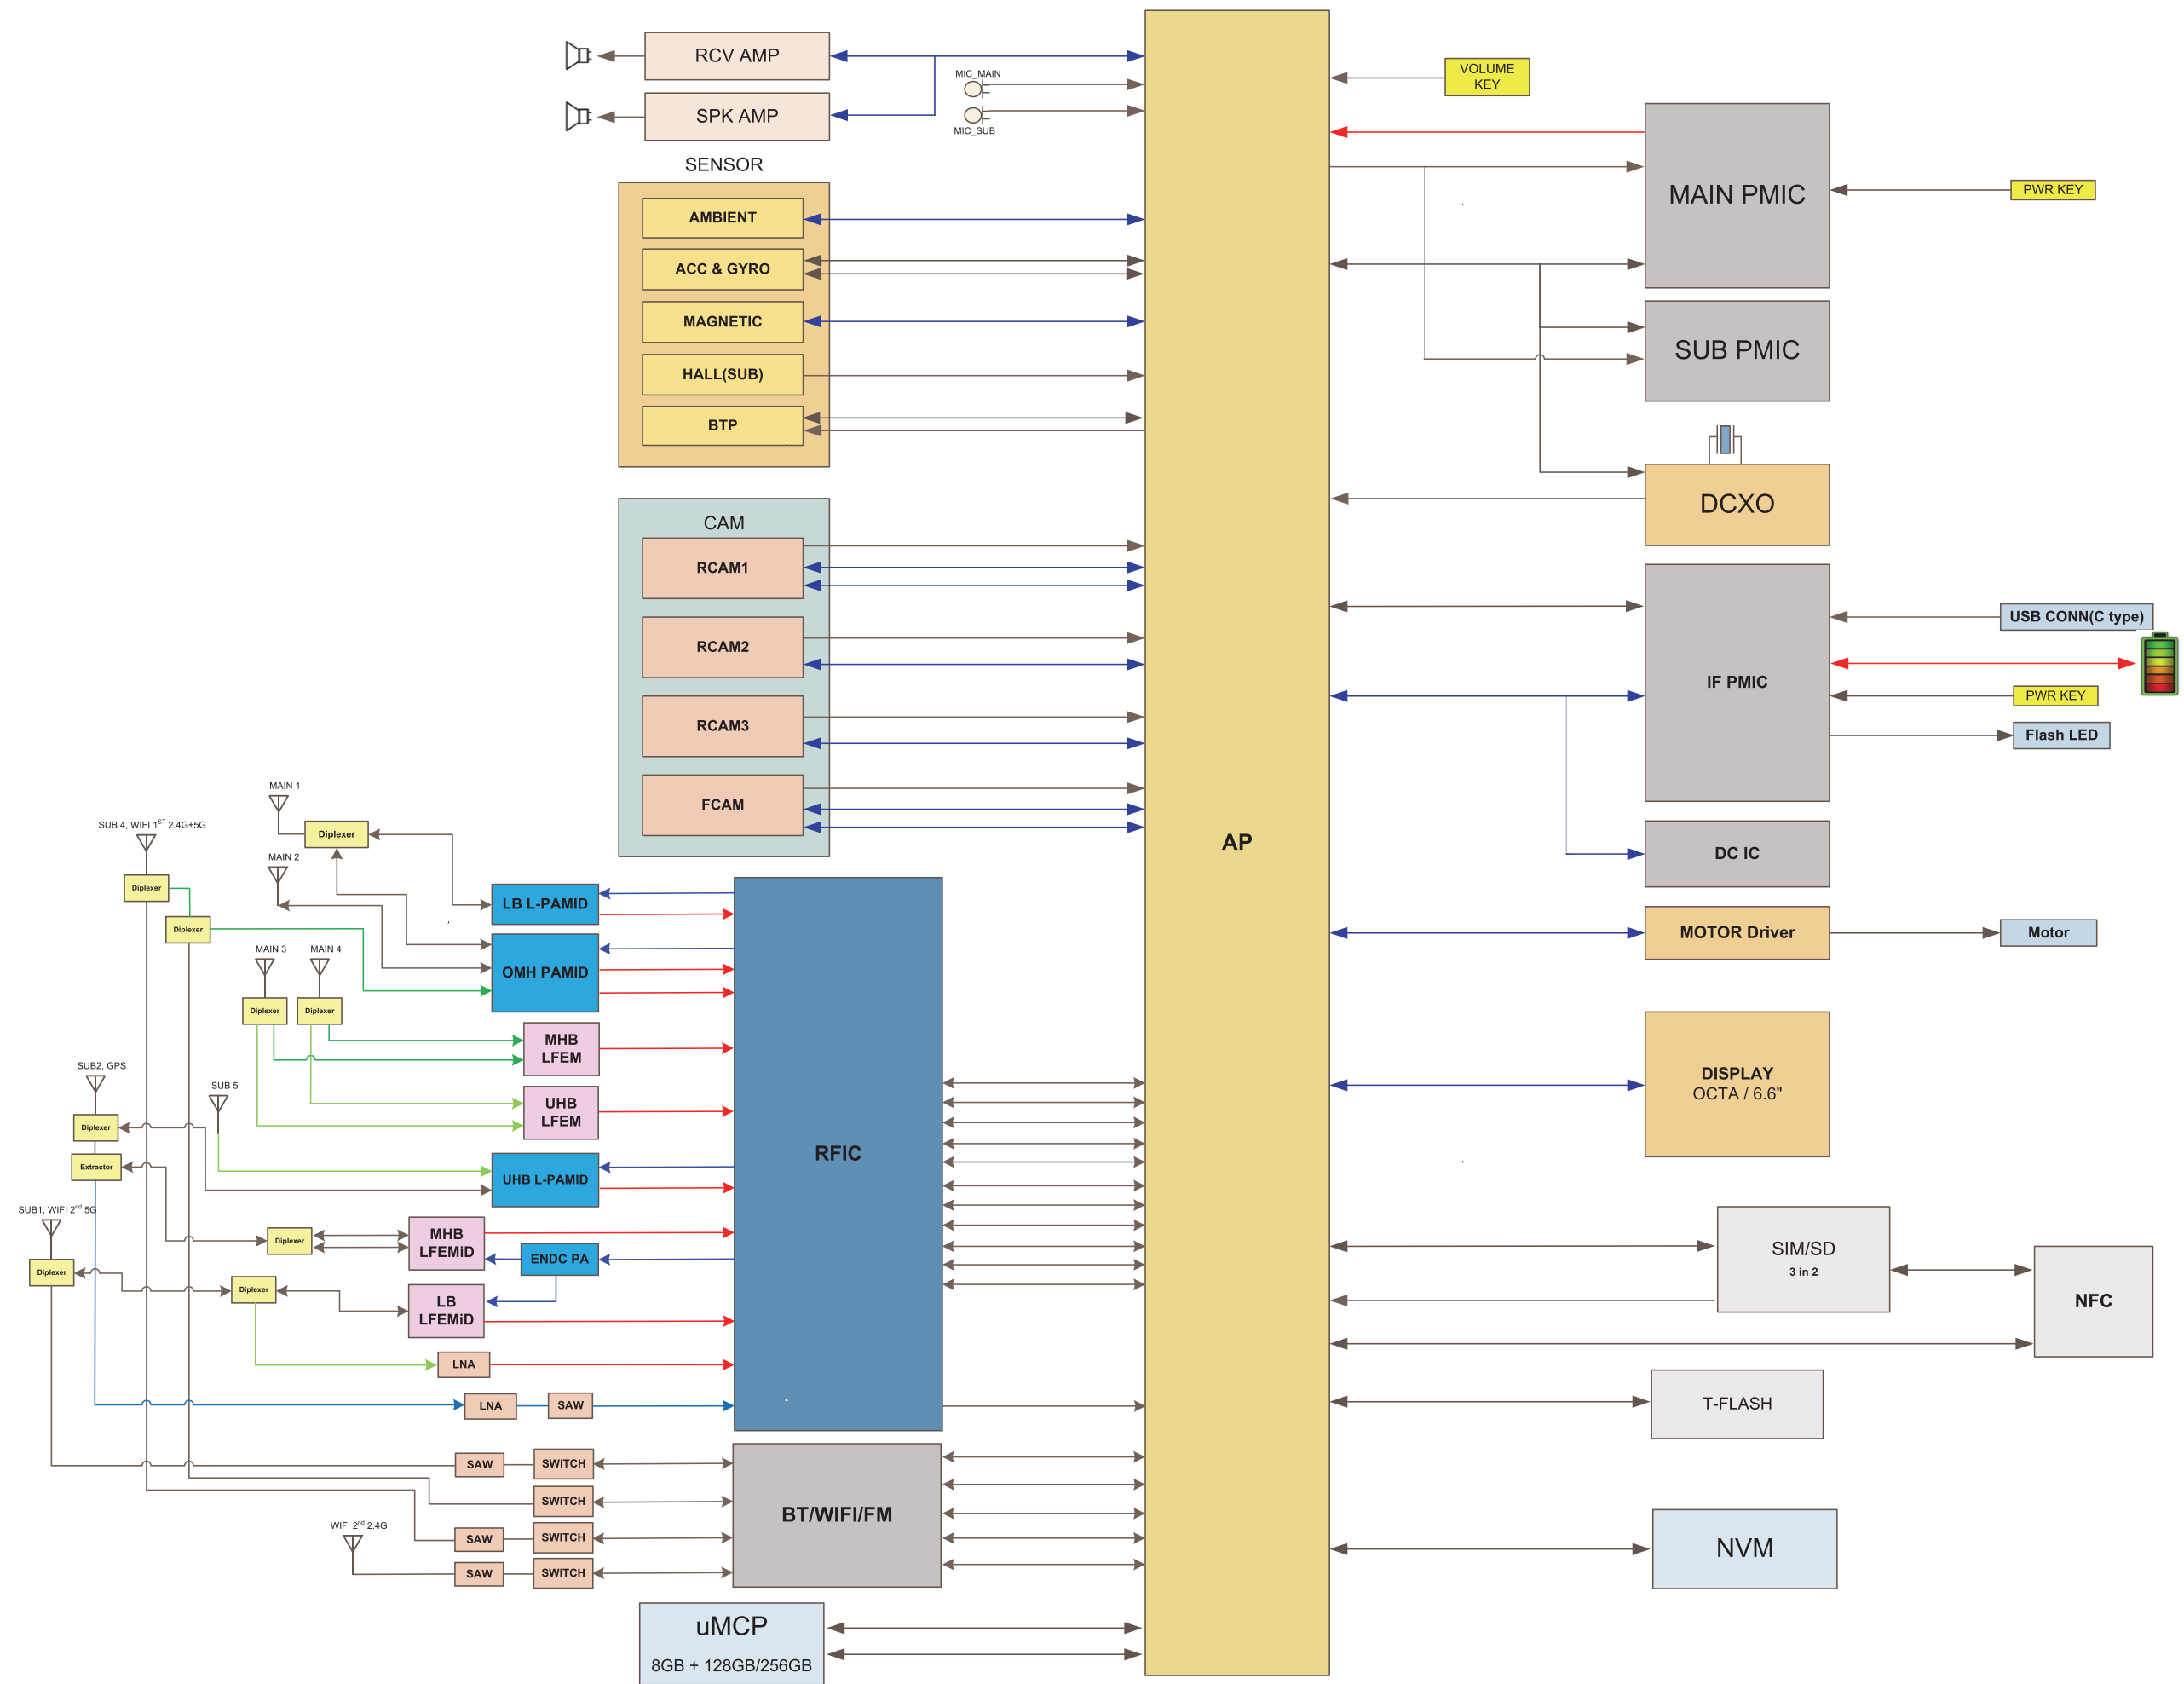 RCV AMP
SPK AMP
MIC_MAIN
MIC_SUB
SENSOR
AMBIENT
ACC & GYRO
MAGNETIC
HALL(SUB)
BTP
CAM
RCAM1
RCAM2
RCAM3
FCAM
MAIN 1
Diplexer
SUB 4, WIFI 1ST 2.4G+5G
Diplexer
MAIN 2
Diplexer
LB L-PAMID
OMH PAMID
MAIN 3
MAIN 4
Diplexer
Diplexer
MHB
LFEM
SUB2, GPS
SUB 5
UHB
LFEM
Diplexer
Extractor
UHB L-PAMID
SUB1, WIFI 2nd 5G
Diplexer
MHB
LFEMiD
ENDC PA
Diplexer
Diplexer
LB
LFEMiD
LNA
LNA
SAW
RFIC
SAW
SWITCH
SWITCH
SAW
SWITCH
WIFI 2nd 2.4G
SAW
SWITCH
BT/WIFI/FM
uMCP
8GB + 128GB/256GB
AP
VOLUME
KEY
MAIN PMIC
PWR KEY
SUB PMIC
DCXO
IF PMIC
USB CONN(C type)
PWR KEY
Flash LED
DC IC
MOTOR Driver
Motor
DISPLAY
OCTA / 6.6"
SIM/SD
3 in 2
NFC
T-FLASH
NVM